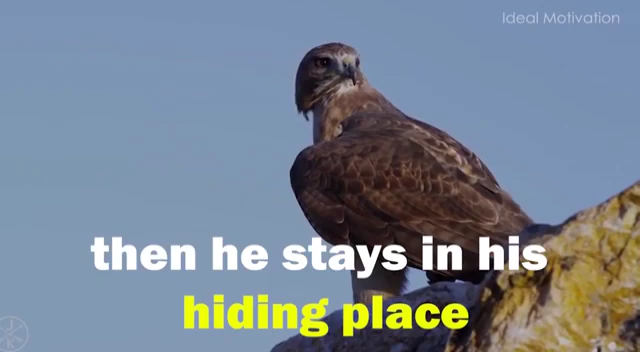 Ideal Motivation
then he stays in his
hiding place